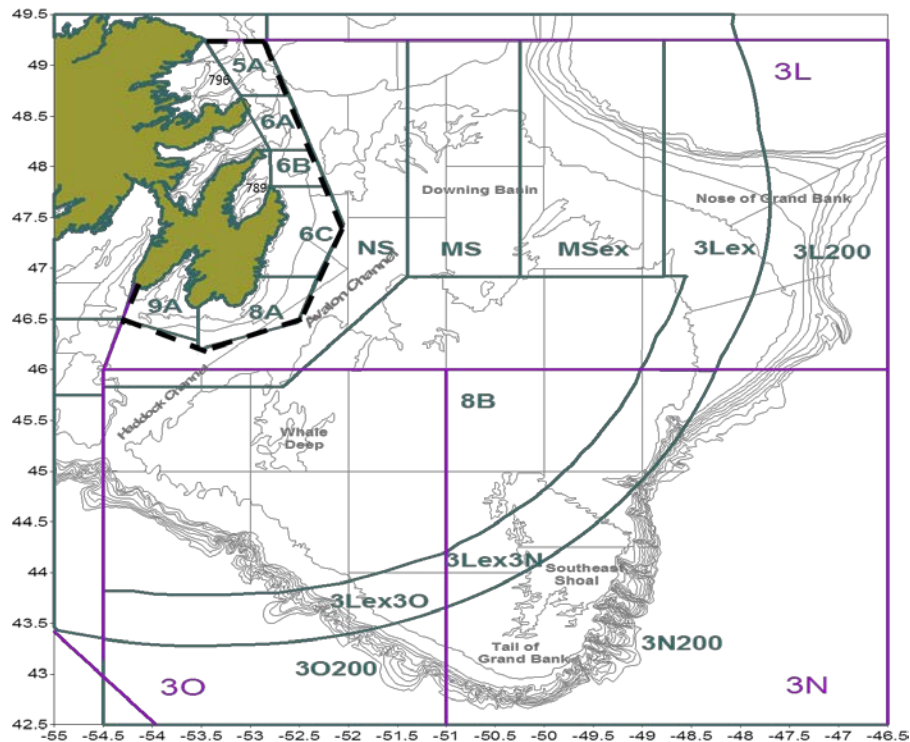 49.5
49
48.5
48
47.5
47
46.5
46
45.5
45
44.5
44
43.5
43
42.5
5A
796
3L
6A
6B
789
Downing Basin
Nose of Grand Bank
6C
NS
MS
MSex
3Lex
3L200
Avalon Channel
9A
8A
Haddock Channel
8B
Whale
Deep
3Lex3N
Southeast
Shoal
3Lex3O
Tail of
Grand Bank
3N200
3O200
3O
3N
-55 -54.5 -54 -53.5 -53 -52.5 -52 -51.5 -51 -50.5 -50 -49.5 -49 -48.5 -48 -47.5 -47 -46.5